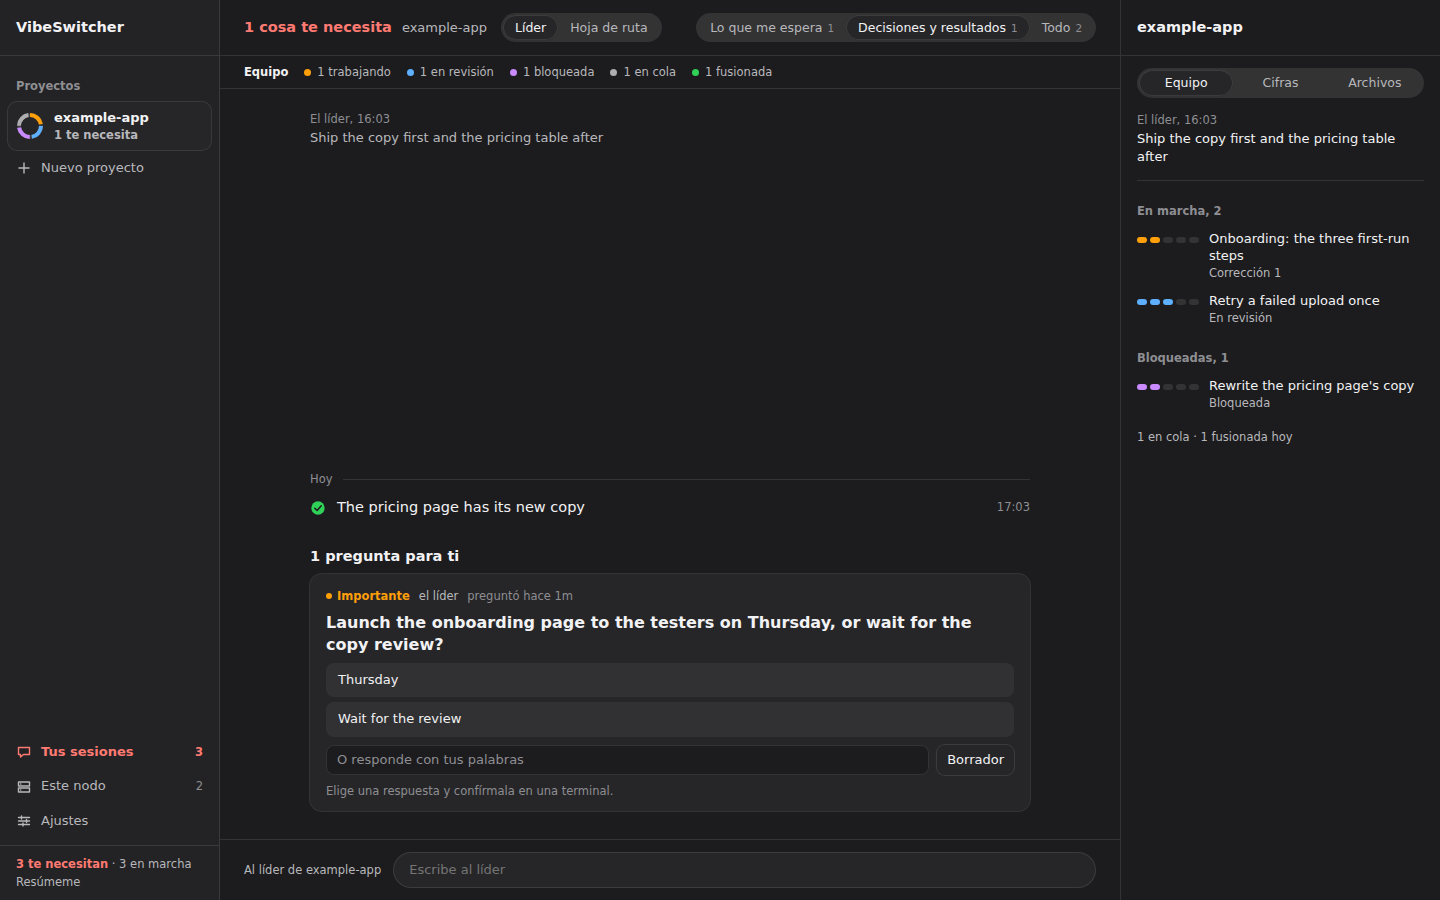 VibeSwitcher
Proyectos
example-app
1 te necesita
Nuevo proyecto
Tus sesiones 3
Este nodo 2
Ajustes
3 te necesitan · 3 en marcha
Resúmeme
1 cosa te necesita example-app Líder Hoja de ruta Lo que me espera 1 Decisiones y resultados 1 Todo 2
Equipo 1 trabajando 1 en revisión 1 bloqueada 1 en cola 1 fusionada
El líder, 16:03
Ship the copy first and the pricing table after
Hoy
The pricing page has its new copy 17:03
1 pregunta para ti
Importante el líder preguntó hace 1m
Launch the onboarding page to the testers on Thursday, or wait for the
copy review?
Thursday
Wait for the review
O responde con tus palabras Borrador
Elige una respuesta y confírmala en una terminal.
Al líder de example-app Escribe al líder
example-app
Equipo Cifras Archivos
El líder, 16:03
Ship the copy first and the pricing table
after
En marcha, 2
Onboarding: the three first-run
steps
Corrección 1
Retry a failed upload once
En revisión
Bloqueadas, 1
Rewrite the pricing page's copy
Bloqueada
1 en cola · 1 fusionada hoy